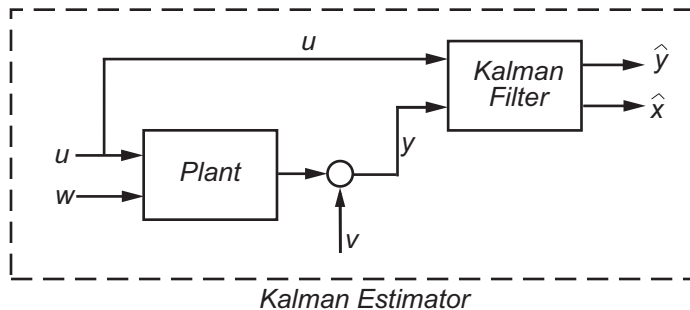 u
Kalman
Filter
ŷ
x̂
y
u
Plant
w
v
Kalman Estimator